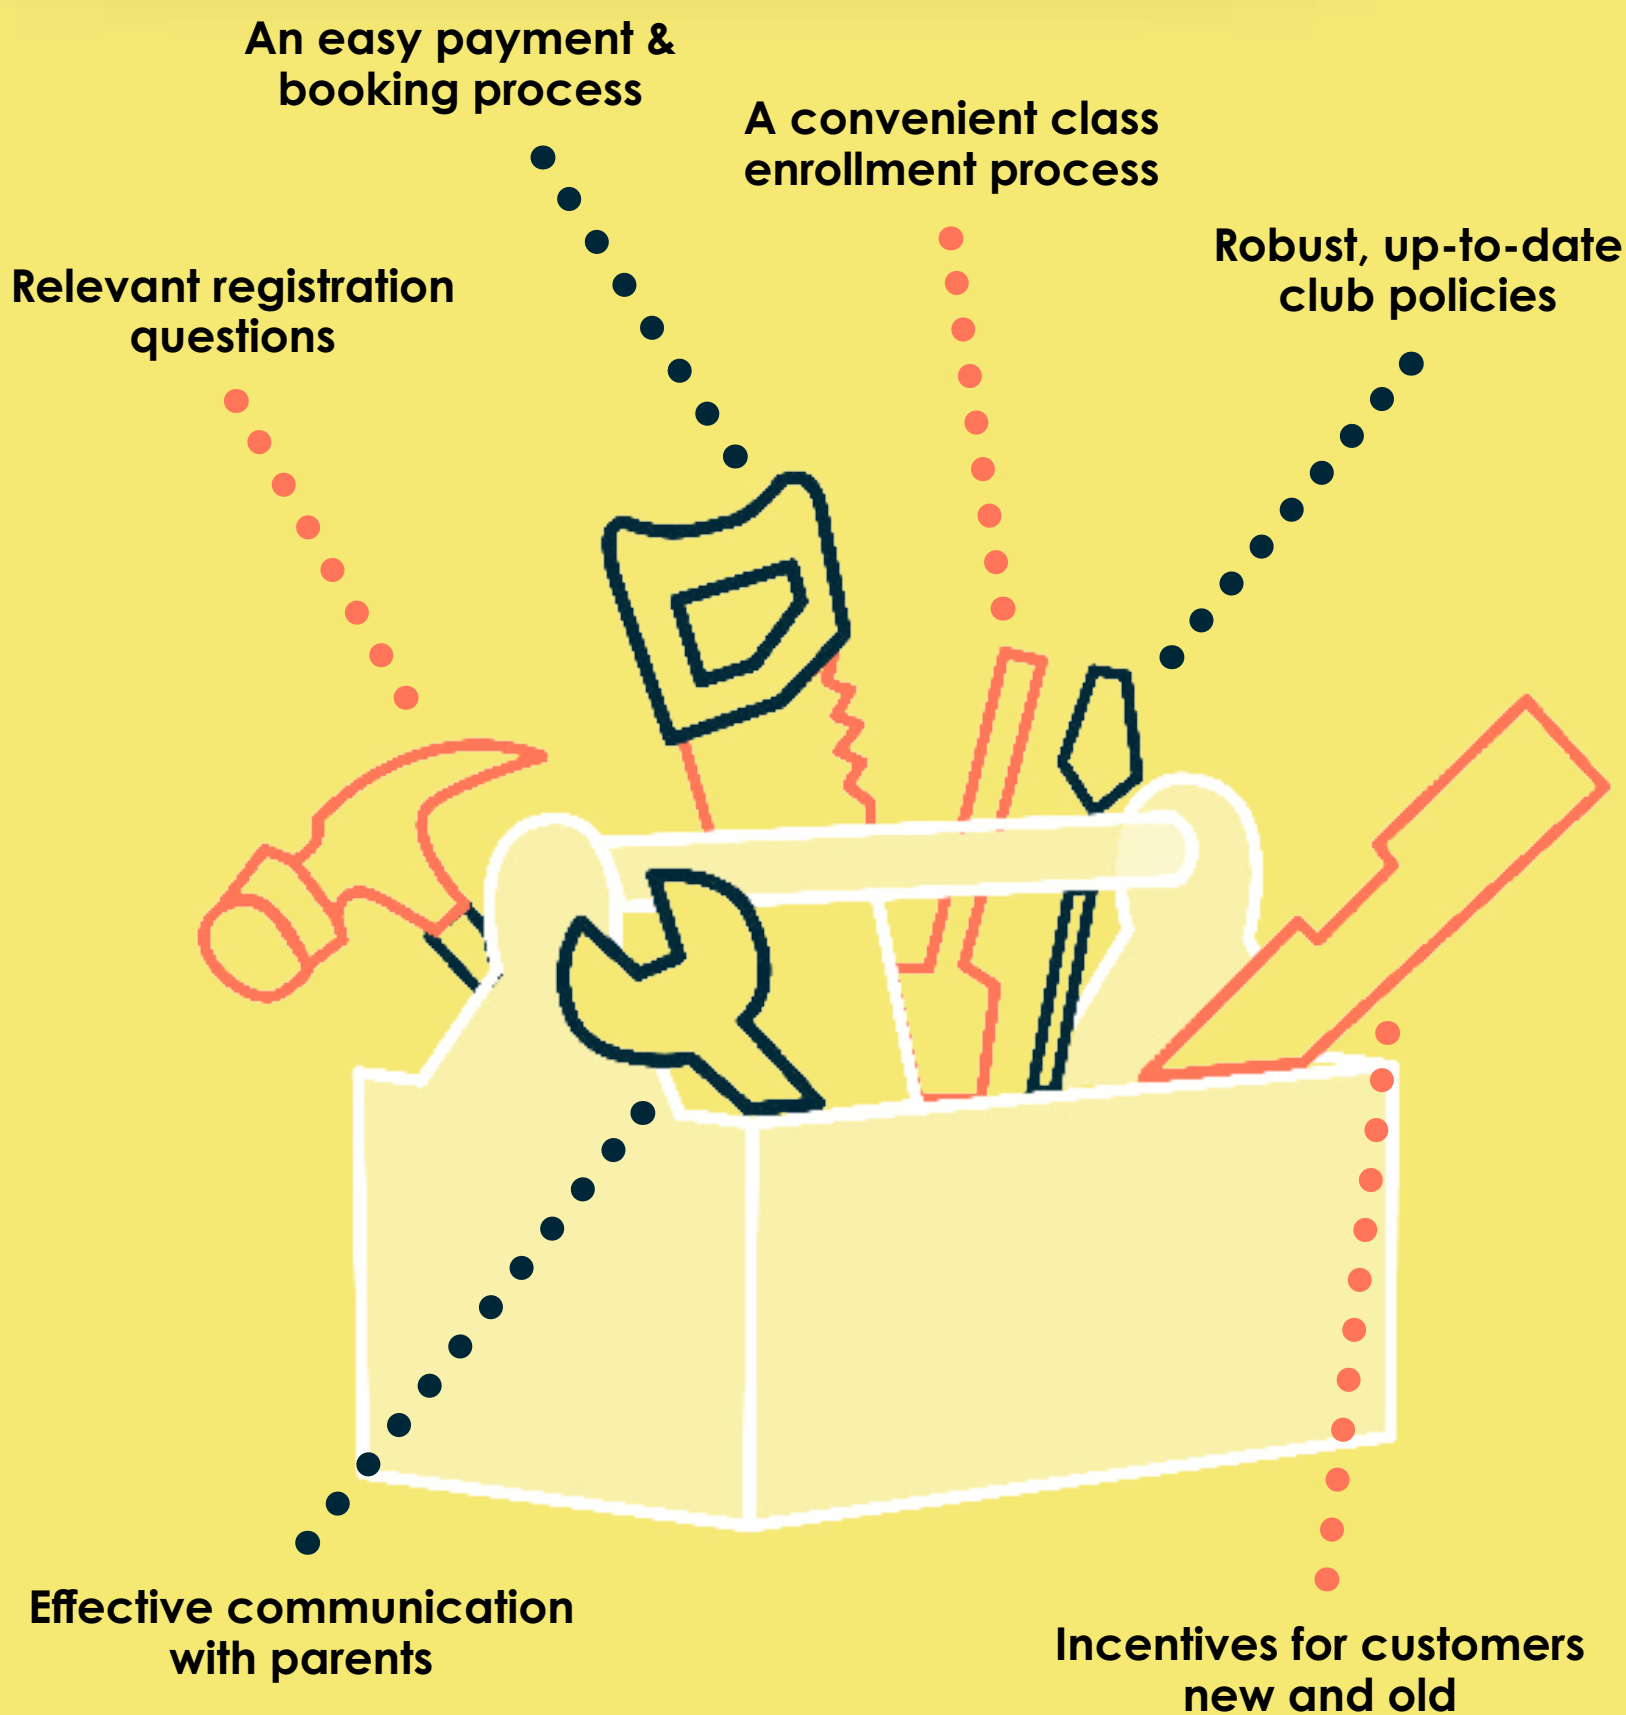 An easy payment &
booking process
A convenient class
enrollment process
Robust, up-to-date
club policies
Relevant registration
questions
Effective communication
with parents
Incentives for customers
new and old